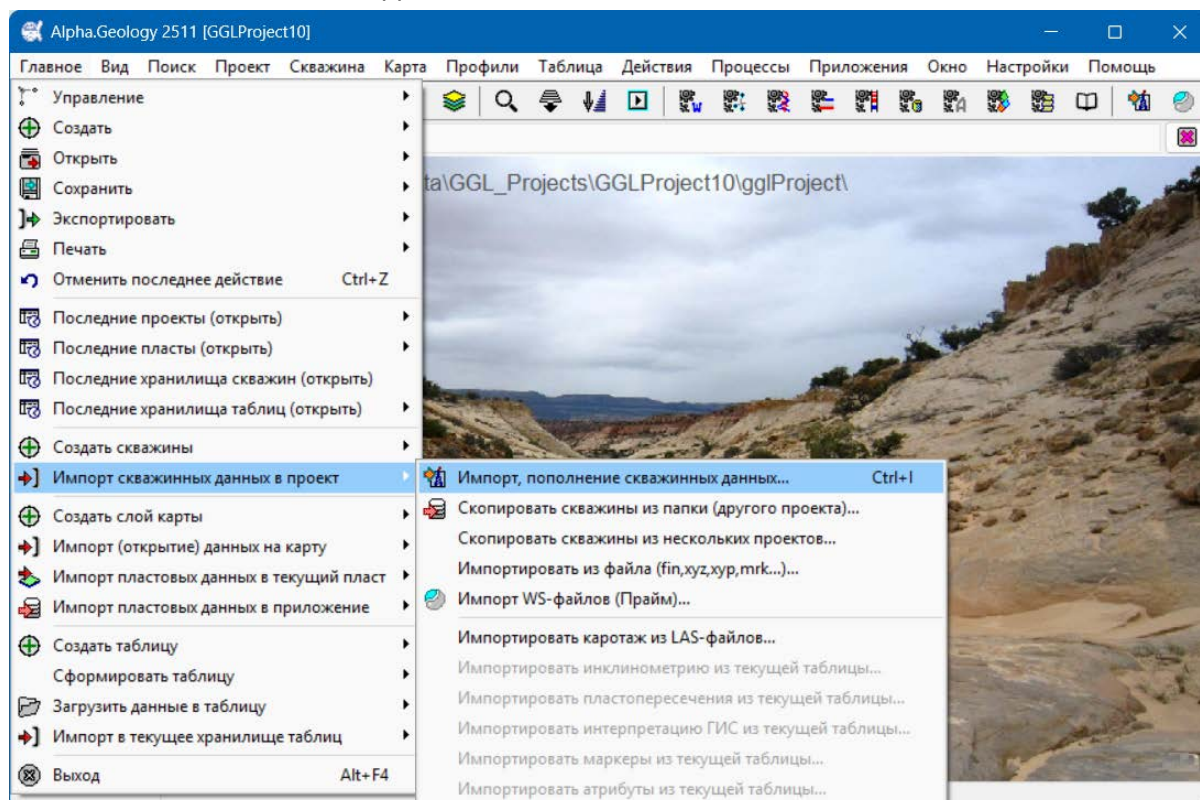 Alpha.Geology 2511 [GGLProject10]
Главное Вид Поиск Проект Скважина Карта Профили Таблица Действия Процессы Приложения Окно Настройки Помощь
Управление
Создать
Открыть
Сохранить
Экспортировать
Печать
Отменить последнее действие Ctrl+Z
Последние проекты (открыть)
Последние пласты (открыть)
Последние хранилища скважин (открыть)
Последние хранилища таблиц (открыть)
Создать скважины
Импорт скважинных данных в проект
Создать слой карты
Импорт (открытие) данных на карту
Импорт пластовых данных в текущий пласт
Импорт пластовых данных в приложение
Создать таблицу
Сформировать таблицу
Загрузить данные в таблицу
Импорт в текущее хранилище таблиц
Выход Alt+F4
ta\GGL_Projects\GGLProject10\gglProject\
Импорт, пополнение скважинных данных... Ctrl+I
Скопировать скважины из папки (другого проекта)...
Скопировать скважины из нескольких проектов...
Импортировать из файла (fin,xyz,xyp,mrk...)...
Импорт WS-файлов (Прайм)...
Импортировать каротаж из LAS-файлов...
Импортировать инклинометрию из текущей таблицы...
Импортировать пластопересечения из текущей таблицы...
Импортировать интерпретацию ГИС из текущей таблицы...
Импортировать маркеры из текущей таблицы...
Импортировать атрибуты из текущей таблицы...